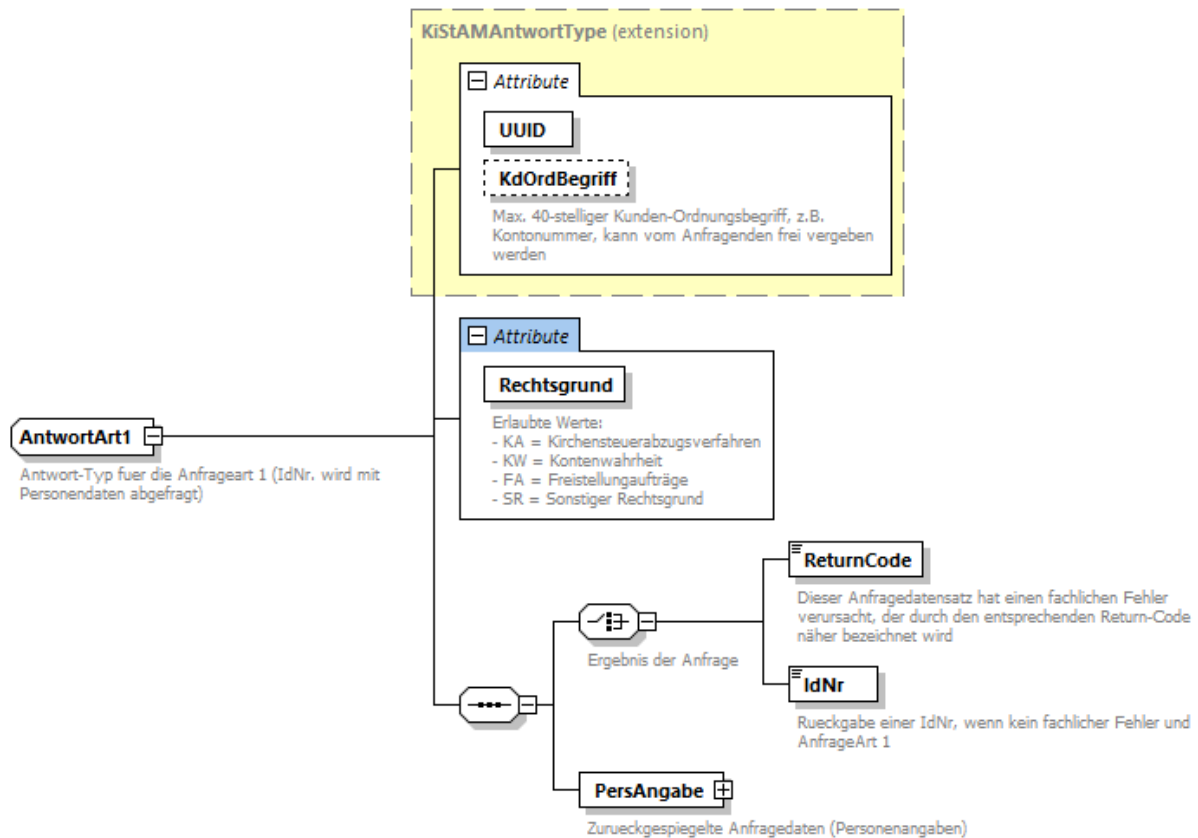 KiStAMAntwortType (extension)
Attribute
UUID
KdOrdBegriff
Max. 40-stelliger Kunden-Ordnungsbegriff, z.B.
Kontonummer, kann vom Anfragenden frei vergeben
werden
Attribute
Rechtsgrund
Erlaubte Werte:
- KA = Kirchensteuerabzugsverfahren
- KW = Kontenwahrheit
- FA = Freistellungaufträge
- SR = Sonstiger Rechtsgrund
AntwortArt1
Antwort-Typ fuer die Anfrageart 1 (IdNr. wird mit
Personendaten abgefragt)
ReturnCode
Dieser Anfragedatensatz hat einen fachlichen Fehler
verursacht, der durch den entsprechenden Return-Code
näher bezeichnet wird
Ergebnis der Anfrage
IdNr
Rueckgabe einer IdNr, wenn kein fachlicher Fehler und
AnfrageArt 1
PersAngabe
Zurueckgespiegelte Anfragedaten (Personenangaben)